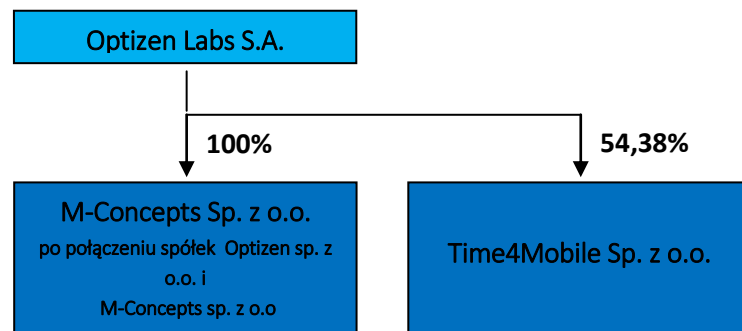 Optizen Labs S.A.
100%
54,38%
M-Concepts Sp. z o.o.
po połączeniu spółek Optizen sp. z
o.o. i
M-Concepts sp. z o.o
Time4Mobile Sp. z o.o.